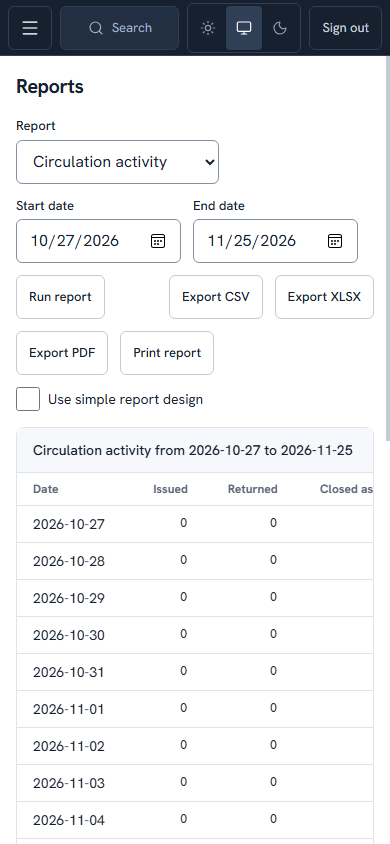 Search
Sign out
Reports
Report
Circulation activity
Start date
End date
10/27/2026
11/25/2026
Run report
Export CSV
Export XLSX
Export PDF
Print report
Use simple report design
Circulation activity from 2026-10-27 to 2026-11-25
Date Issued Returned Closed as
2026-10-27 0 0
2026-10-28 0 0
2026-10-29 0 0
2026-10-30 0 0
2026-10-31 0 0
2026-11-01 0 0
2026-11-02 0 0
2026-11-03 0 0
2026-11-04 0 0